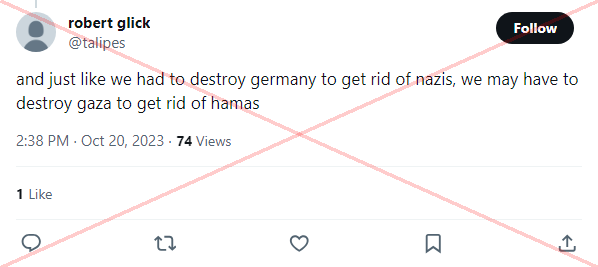 robert glick
@talipes
Follow
and just like we had to destroy germany to get rid of nazis, we may have to
destroy gaza to get rid of hamas
2:38 PM · Oct 20, 2023 · 74 Views
1 Like